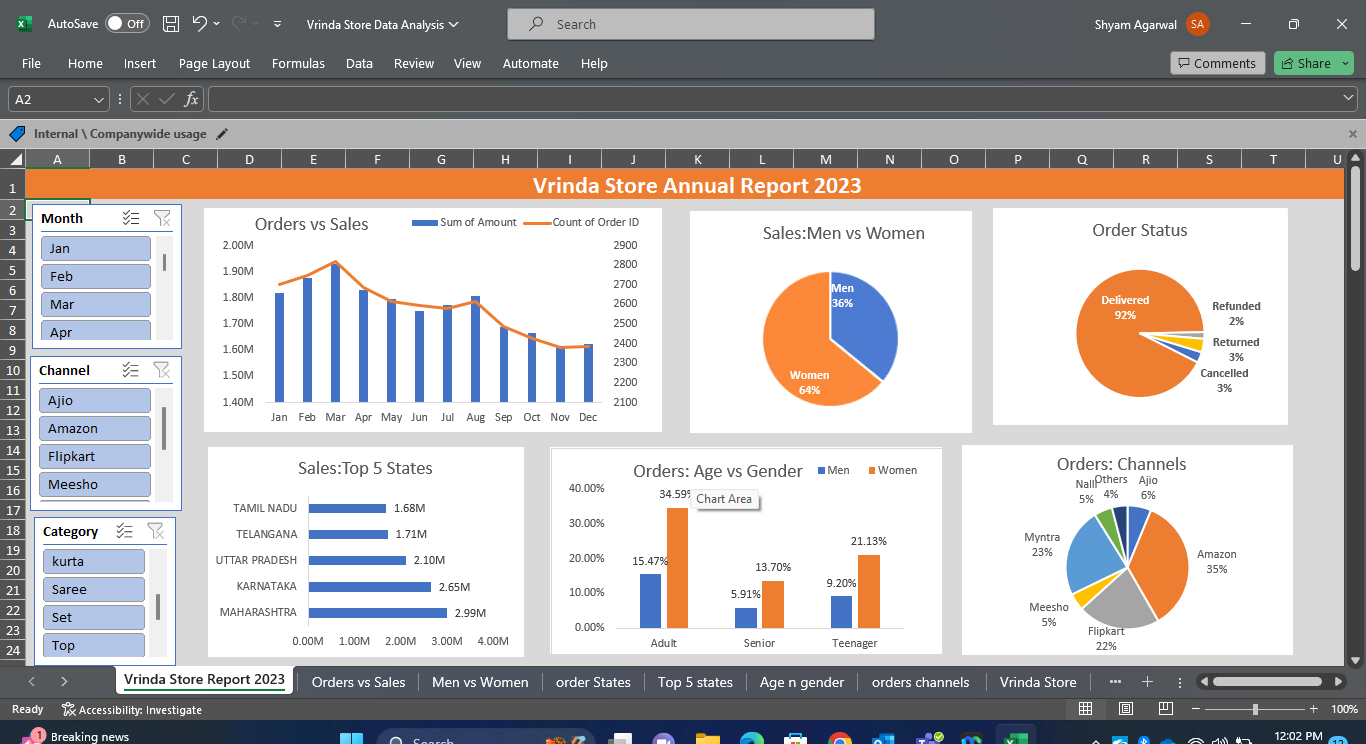 AutoSave Off Vrinda Store Data Analysis Search Shyam Agarwal SA
File Home Insert Page Layout Formulas Data Review View Automate Help Comments Share
A2 fx
Internal \ Companywide usage
A B C D E F G H I J K L M N O P Q R S T U
1 2 3 4 5 6 7 8 9 10 11 12 13 14 15 16 17 18 19 20 21 22 23 24
Vrinda Store Annual Report 2023
Month
Jan
Feb
Mar
Apr
Channel
Ajio
Amazon
Flipkart
Meesho
Category
kurta
Saree
Set
Top
Orders vs Sales
Sum of Amount Count of Order ID
2.00M 2900
1.90M 2800
2700
1.80M 2600
1.70M 2500
1.60M 2400
2300
1.50M 2200
1.40M 2100
Jan Feb Mar Apr May Jun Jul Aug Sep Oct Nov Dec
Sales:Men vs Women
Men
36%
Women
64%
Order Status
Delivered
92%
Refunded
2%
Returned
3%
Cancelled
3%
Sales:Top 5 States
TAMIL NADU 1.68M
TELANGANA 1.71M
UTTAR PRADESH 2.10M
KARNATAKA 2.65M
MAHARASHTRA 2.99M
0.00M 1.00M 2.00M 3.00M 4.00M
Orders: Age vs Gender Men Women
Chart Area
40.00%
30.00%
20.00%
10.00%
0.00%
15.47% 34.59%
5.91% 13.70%
9.20% 21.13%
Adult Senior Teenager
Orders: Channels
Nalli
5%
Others
4%
Ajio
6%
Myntra
23%
Amazon
35%
Meesho
5%
Flipkart
22%
Vrinda Store Report 2023 Orders vs Sales Men vs Women order States Top 5 states Age n gender orders channels Vrinda Store
Ready Accessibility: Investigate 100%
1 Breaking news Search 12:02 PM